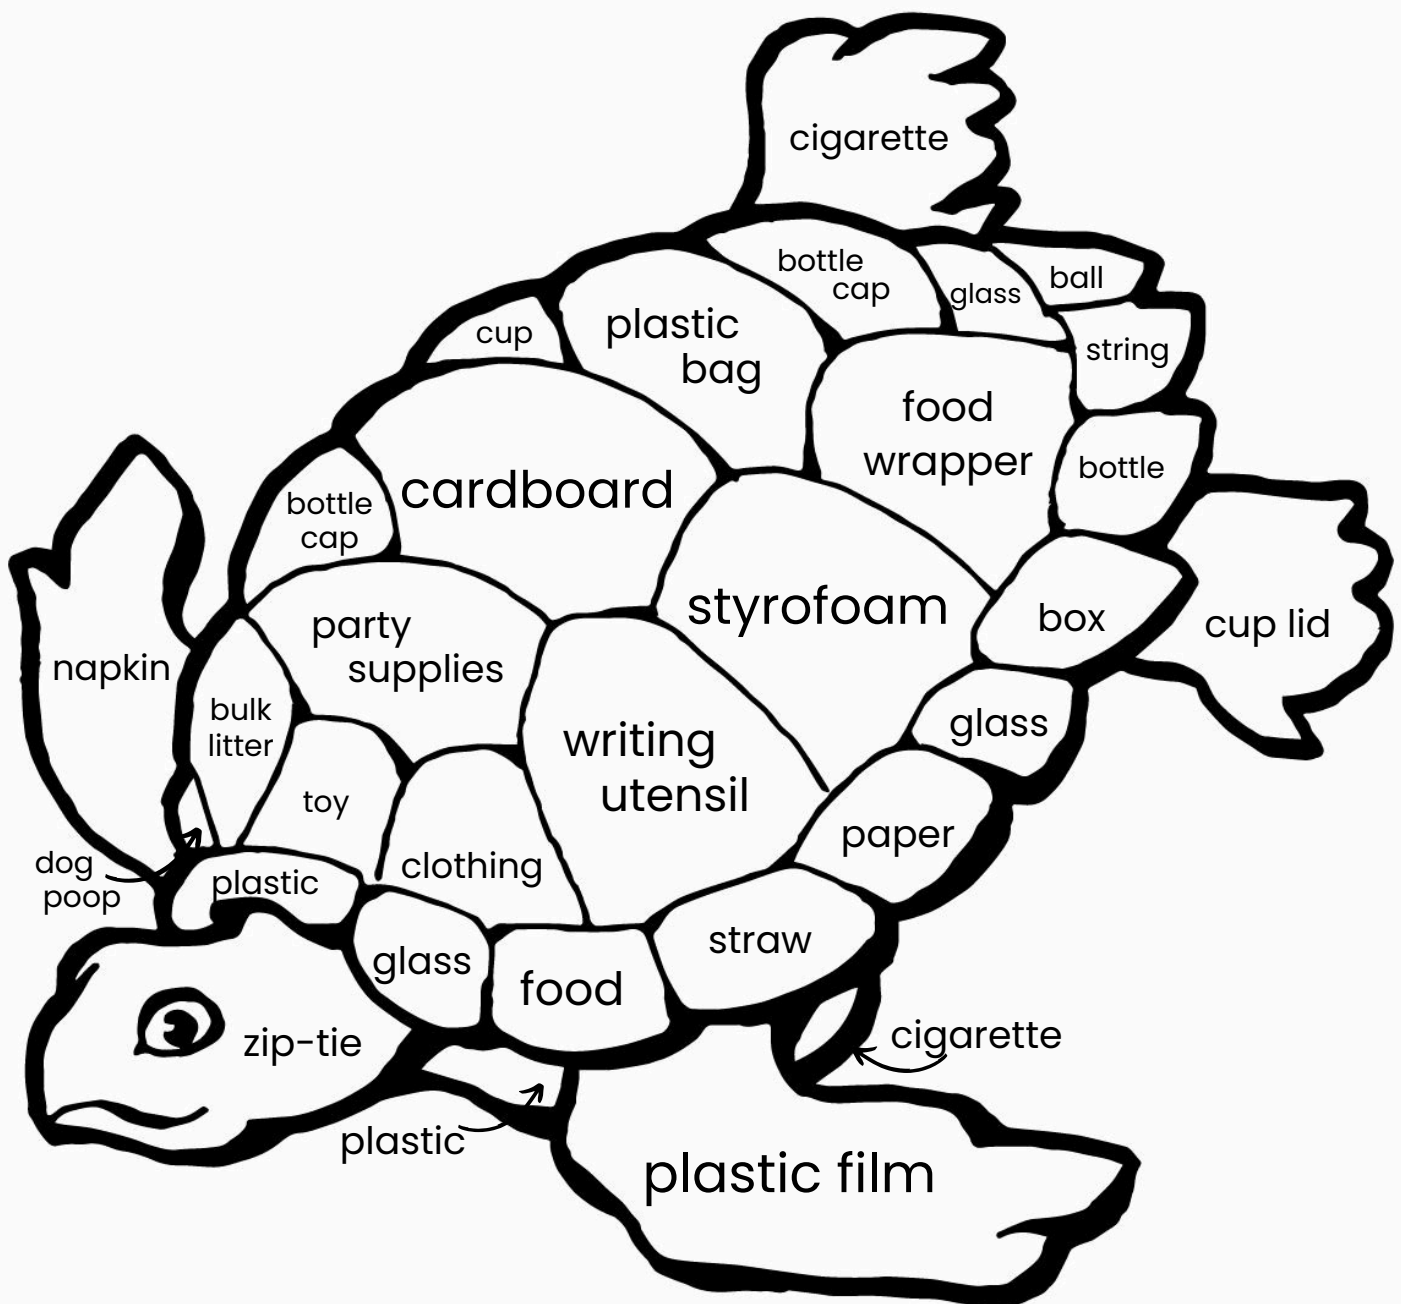 cigarette
bottle
cap
glass
ball
cup
plastic
bag
string
food
wrapper
bottle
cardboard
bottle
cap
styrofoam
box
cup lid
party
supplies
napkin
bulk
litter
glass
writing
utensil
toy
paper
clothing
dog
poop
plastic
straw
glass
food
zip-tie
cigarette
plastic
plastic film